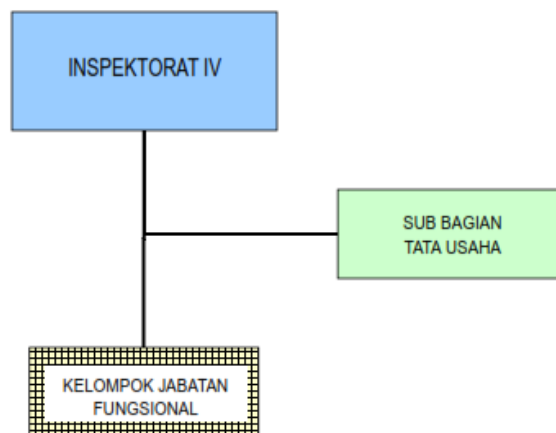 INSPEKTORAT IV
SUB BAGIAN
TATA USAHA
KELOMPOK JABATAN
FUNGSIONAL